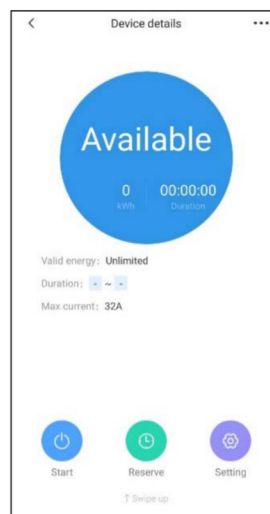 Device details
Available
0 00:00:00
kWh Duration
Valid energy: Unlimited
Duration: - ~ -
Max current: 32A
Start Reserve Setting
↑ Swipe up